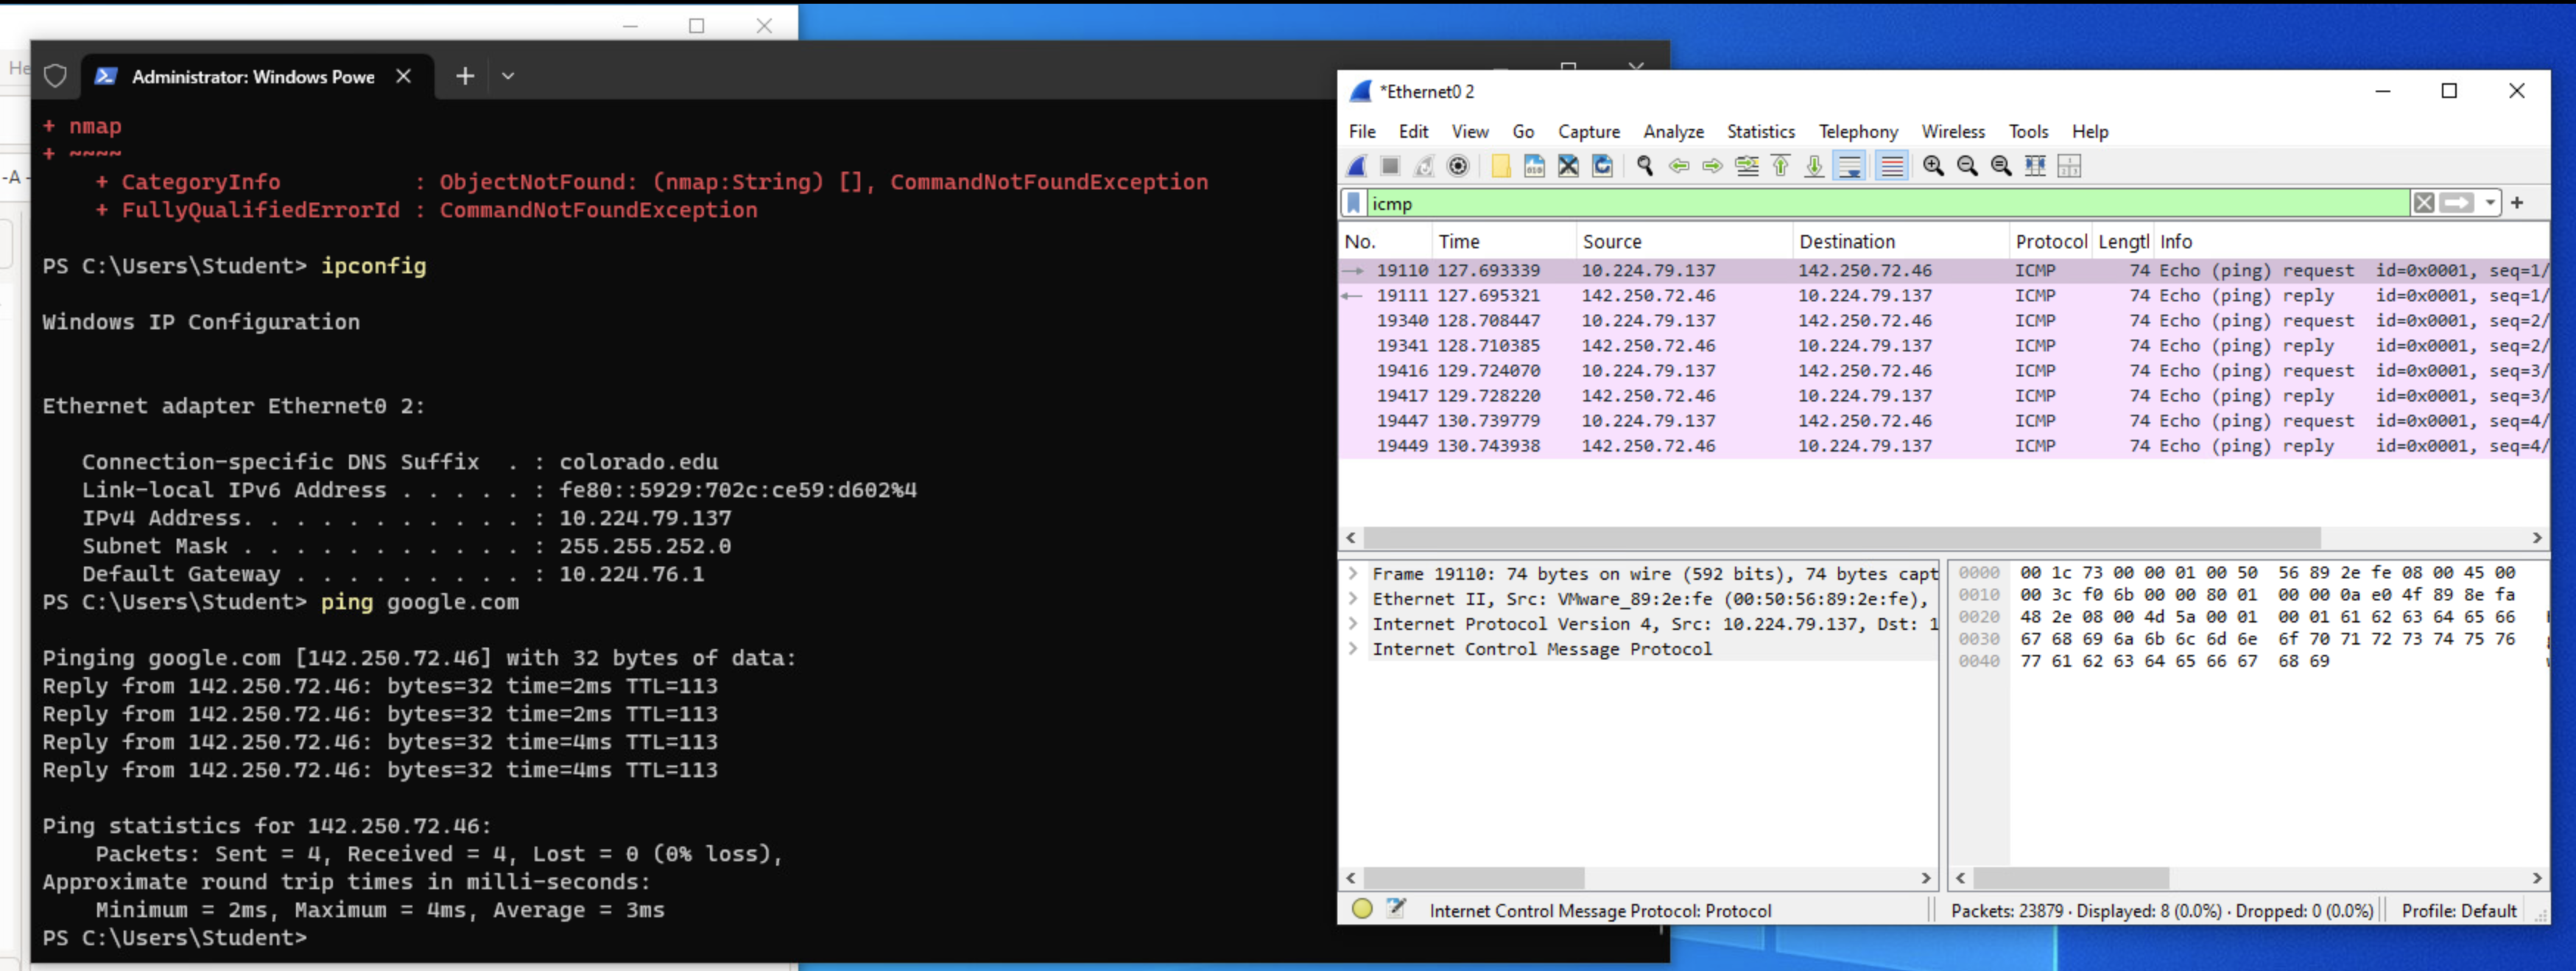 He
-A -
Administrator: Windows Powe
+ nmap
+ ~~~~
+ CategoryInfo : ObjectNotFound: (nmap:String) [], CommandNotFoundException
+ FullyQualifiedErrorId : CommandNotFoundException
PS C:\Users\Student> ipconfig
Windows IP Configuration
Ethernet adapter Ethernet0 2:
Connection-specific DNS Suffix . : colorado.edu
Link-local IPv6 Address . . . . . : fe80::5929:702c:ce59:d602%4
IPv4 Address. . . . . . . . . . . : 10.224.79.137
Subnet Mask . . . . . . . . . . . : 255.255.252.0
Default Gateway . . . . . . . . . : 10.224.76.1
PS C:\Users\Student> ping google.com
Pinging google.com [142.250.72.46] with 32 bytes of data:
Reply from 142.250.72.46: bytes=32 time=2ms TTL=113
Reply from 142.250.72.46: bytes=32 time=2ms TTL=113
Reply from 142.250.72.46: bytes=32 time=4ms TTL=113
Reply from 142.250.72.46: bytes=32 time=4ms TTL=113
Ping statistics for 142.250.72.46:
Packets: Sent = 4, Received = 4, Lost = 0 (0% loss),
Approximate round trip times in milli-seconds:
Minimum = 2ms, Maximum = 4ms, Average = 3ms
PS C:\Users\Student>
*Ethernet0 2
File Edit View Go Capture Analyze Statistics Telephony Wireless Tools Help
icmp
No. Time Source Destination Protocol Lengtl Info
19110 127.693339 10.224.79.137 142.250.72.46 ICMP 74 Echo (ping) request id=0x0001, seq=1/
19111 127.695321 142.250.72.46 10.224.79.137 ICMP 74 Echo (ping) reply id=0x0001, seq=1/
19340 128.708447 10.224.79.137 142.250.72.46 ICMP 74 Echo (ping) request id=0x0001, seq=2/
19341 128.710385 142.250.72.46 10.224.79.137 ICMP 74 Echo (ping) reply id=0x0001, seq=2/
19416 129.724070 10.224.79.137 142.250.72.46 ICMP 74 Echo (ping) request id=0x0001, seq=3/
19417 129.728220 142.250.72.46 10.224.79.137 ICMP 74 Echo (ping) reply id=0x0001, seq=3/
19447 130.739779 10.224.79.137 142.250.72.46 ICMP 74 Echo (ping) request id=0x0001, seq=4/
19449 130.743938 142.250.72.46 10.224.79.137 ICMP 74 Echo (ping) reply id=0x0001, seq=4/
Frame 19110: 74 bytes on wire (592 bits), 74 bytes capt
Ethernet II, Src: VMware_89:2e:fe (00:50:56:89:2e:fe),
Internet Protocol Version 4, Src: 10.224.79.137, Dst: 1
Internet Control Message Protocol
0000 00 1c 73 00 00 01 00 50 56 89 2e fe 08 00 45 00
0010 00 3c f0 6b 00 00 80 01 00 00 0a e0 4f 89 8e fa
0020 48 2e 08 00 4d 5a 00 01 00 01 61 62 63 64 65 66
0030 67 68 69 6a 6b 6c 6d 6e 6f 70 71 72 73 74 75 76
0040 77 61 62 63 64 65 66 67 68 69
Internet Control Message Protocol: Protocol
Packets: 23879 · Displayed: 8 (0.0%) · Dropped: 0 (0.0%)
Profile: Default